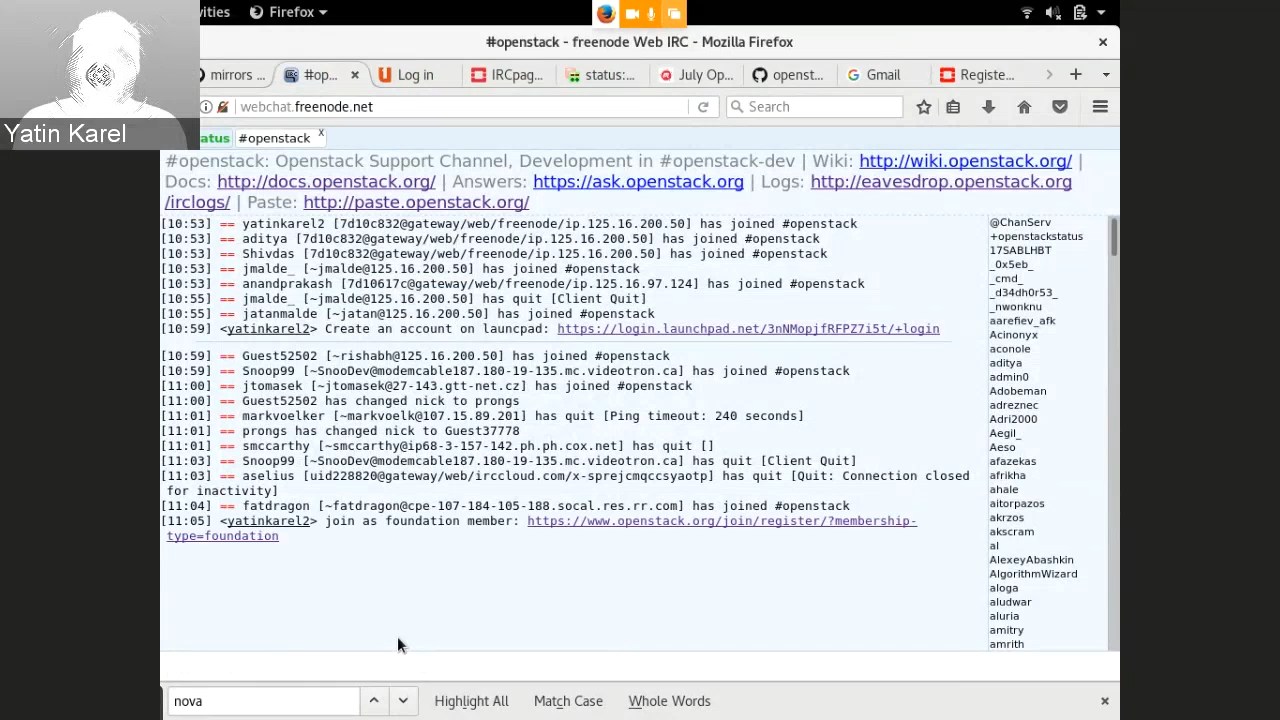 vities Firefox
#openstack - freenode Web IRC - Mozilla Firefox
mirrors ... #op... Log in IRCpag... status:... July Op... openst... Gmail Registe...
Yatin Karel
webchat.freenode.net Search
atus #openstack x
#openstack: Openstack Support Channel, Development in #openstack-dev | Wiki: http://wiki.openstack.org/ |
Docs: http://docs.openstack.org/ | Answers: https://ask.openstack.org | Logs: http://eavesdrop.openstack.org
/irclogs/ | Paste: http://paste.openstack.org/
[10:53] == yatinkarel2 [7d10c832@gateway/web/freenode/ip.125.16.200.50] has joined #openstack
[10:53] == aditya [7d10c832@gateway/web/freenode/ip.125.16.200.50] has joined #openstack
[10:53] == Shivdas [7d10c832@gateway/web/freenode/ip.125.16.200.50] has joined #openstack
[10:53] == jmalde_ [~jmalde@125.16.200.50] has joined #openstack
[10:53] == anandprakash [7d10617c@gateway/web/freenode/ip.125.16.97.124] has joined #openstack
[10:55] == jmalde_ [~jmalde@125.16.200.50] has quit [Client Quit]
[10:55] == jatanmalde [~jatan@125.16.200.50] has joined #openstack
[10:59] <yatinkarel2> Create an account on launcpad: https://login.launchpad.net/3nNMopjfRFPZ7i5t/+login
[10:59] == Guest52502 [~rishabh@125.16.200.50] has joined #openstack
[10:59] == Snoop99 [~SnooDev@modemcable187.180-19-135.mc.videotron.ca] has joined #openstack
[11:00] == jtomasek [~jtomasek@27-143.gtt-net.cz] has joined #openstack
[11:00] == Guest52502 has changed nick to prongs
[11:01] == markvoelker [~markvoelk@107.15.89.201] has quit [Ping timeout: 240 seconds]
[11:01] == prongs has changed nick to Guest37778
[11:01] == smccarthy [~smccarthy@ip68-3-157-142.ph.ph.cox.net] has quit []
[11:03] == Snoop99 [~SnooDev@modemcable187.180-19-135.mc.videotron.ca] has quit [Client Quit]
[11:03] == aselius [uid228820@gateway/web/irccloud.com/x-sprejcmqccsyaotp] has quit [Quit: Connection closed
for inactivity]
[11:04] == fatdragon [~fatdragon@cpe-107-184-105-188.socal.res.rr.com] has joined #openstack
[11:05] <yatinkarel2> join as foundation member: https://www.openstack.org/join/register/?membership-
type=foundation
@ChanServ
+openstackstatus
17SABLHBT
_0x5eb_
_cmd_
_d34dh0r53_
_nwonknu
aarefiev_afk
Acinonyx
aconole
aditya
admin0
Adobeman
adreznec
Adri2000
Aegil_
Aeso
afazekas
afrikha
ahale
aitorpazos
akrzos
akscram
al
AlexeyAbashkin
AlgorithmWizard
aloga
aludwar
aluria
amitry
amrith
nova Highlight All Match Case Whole Words